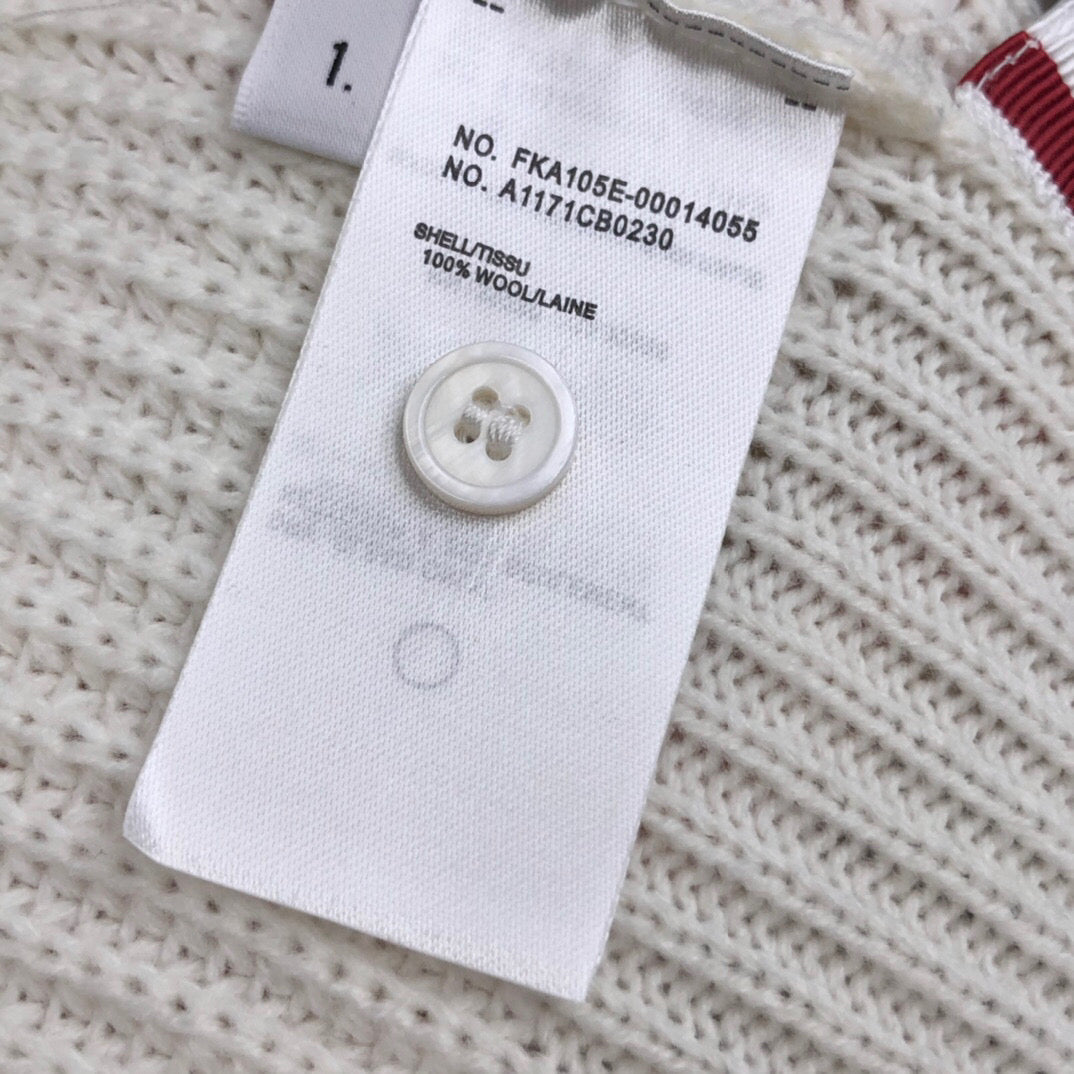 1.
NO. FKA105E-00014055
NO. A1171CB0230
SHELL/TISSU
100% WOOL/LAINE